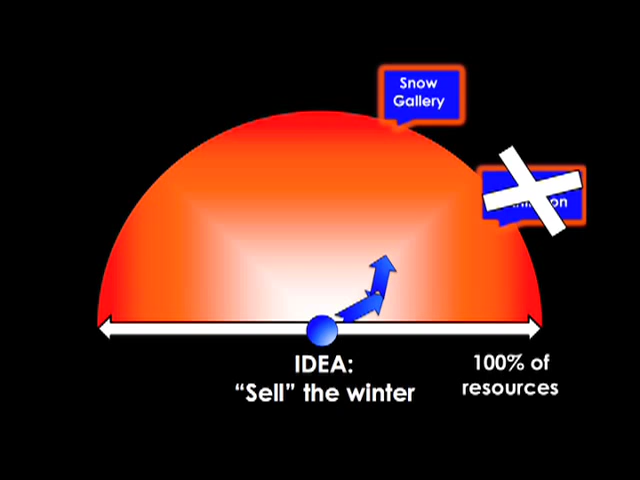 Snow
Gallery
IDEA:
"Sell" the winter
100% of
resources